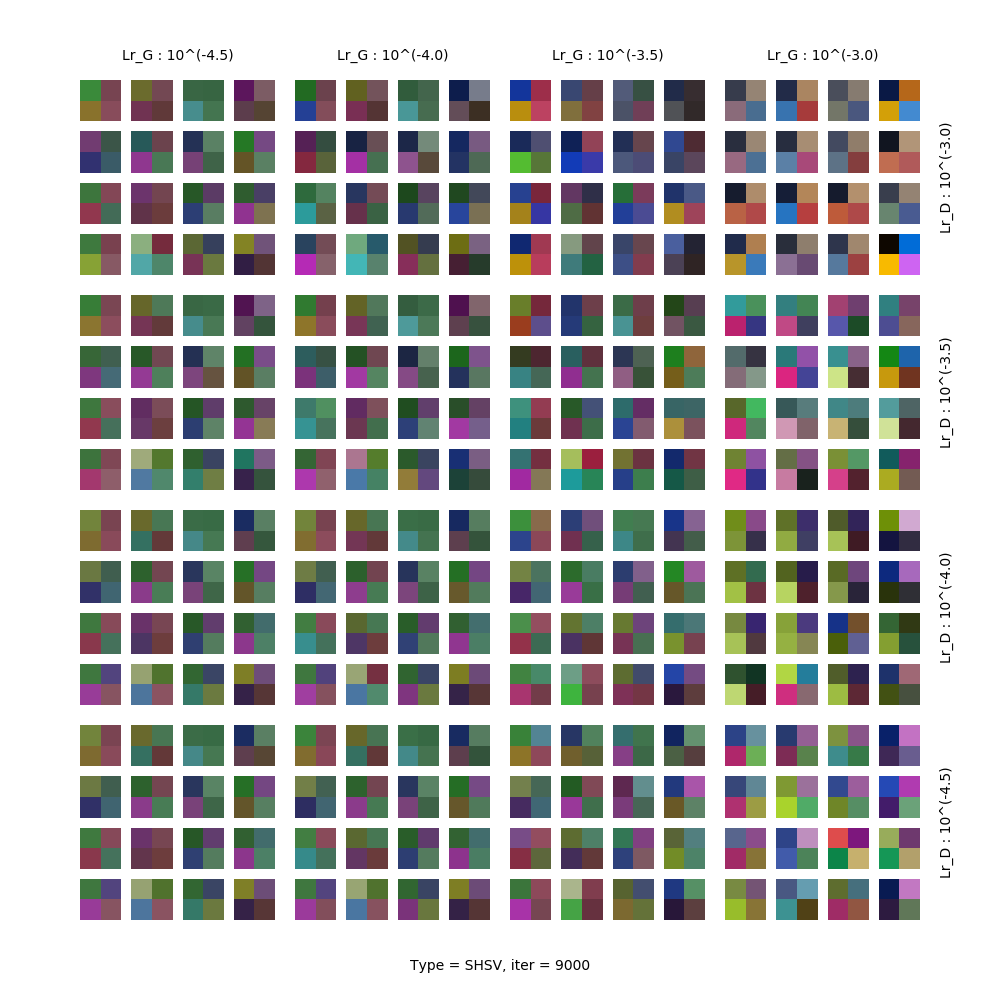 Lr_G : 10^(-4.5)
Lr_G : 10^(-4.0)
Lr_G : 10^(-3.5)
Lr_G : 10^(-3.0)
Lr_D : 10^(-3.0)
Lr_D : 10^(-3.5)
Lr_D : 10^(-4.0)
Lr_D : 10^(-4.5)
Type = SHSV, iter = 9000